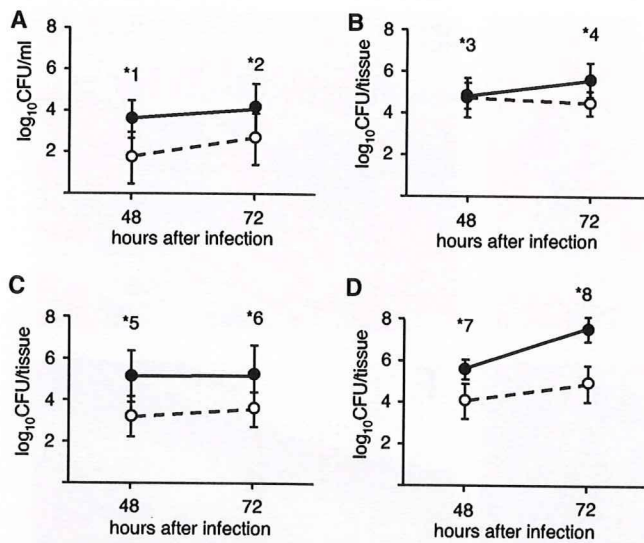 A
log₁₀CFU/ml
8
6
4
2
*1
*2
48
72
hours after infection
B
log₁₀CFU/tissue
8
6
4
2
*3
*4
48
72
hours after infection
C
log₁₀CFU/tissue
8
6
4
2
*5
*6
48
72
hours after infection
D
log₁₀CFU/tissue
8
6
4
2
*7
*8
48
72
hours after infection